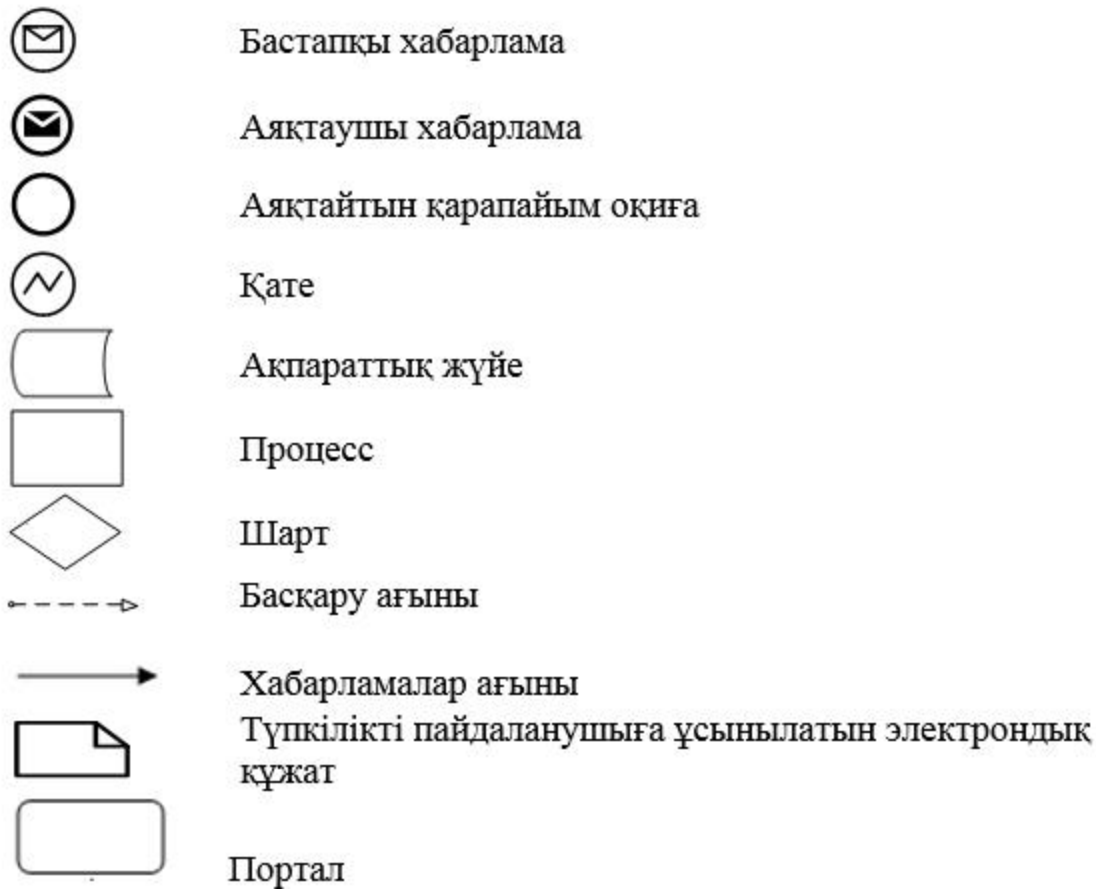 Бастапқы хабарлама
Аяқтаушы хабарлама
Аяқтайтын қарапайым оқиға
Қате
Ақпараттық жүйе
Процесс
Шарт
Басқару ағыны
Хабарламалар ағыны
Түпкілікті пайдаланушыға ұсынылатын электрондық
құжат
Портал